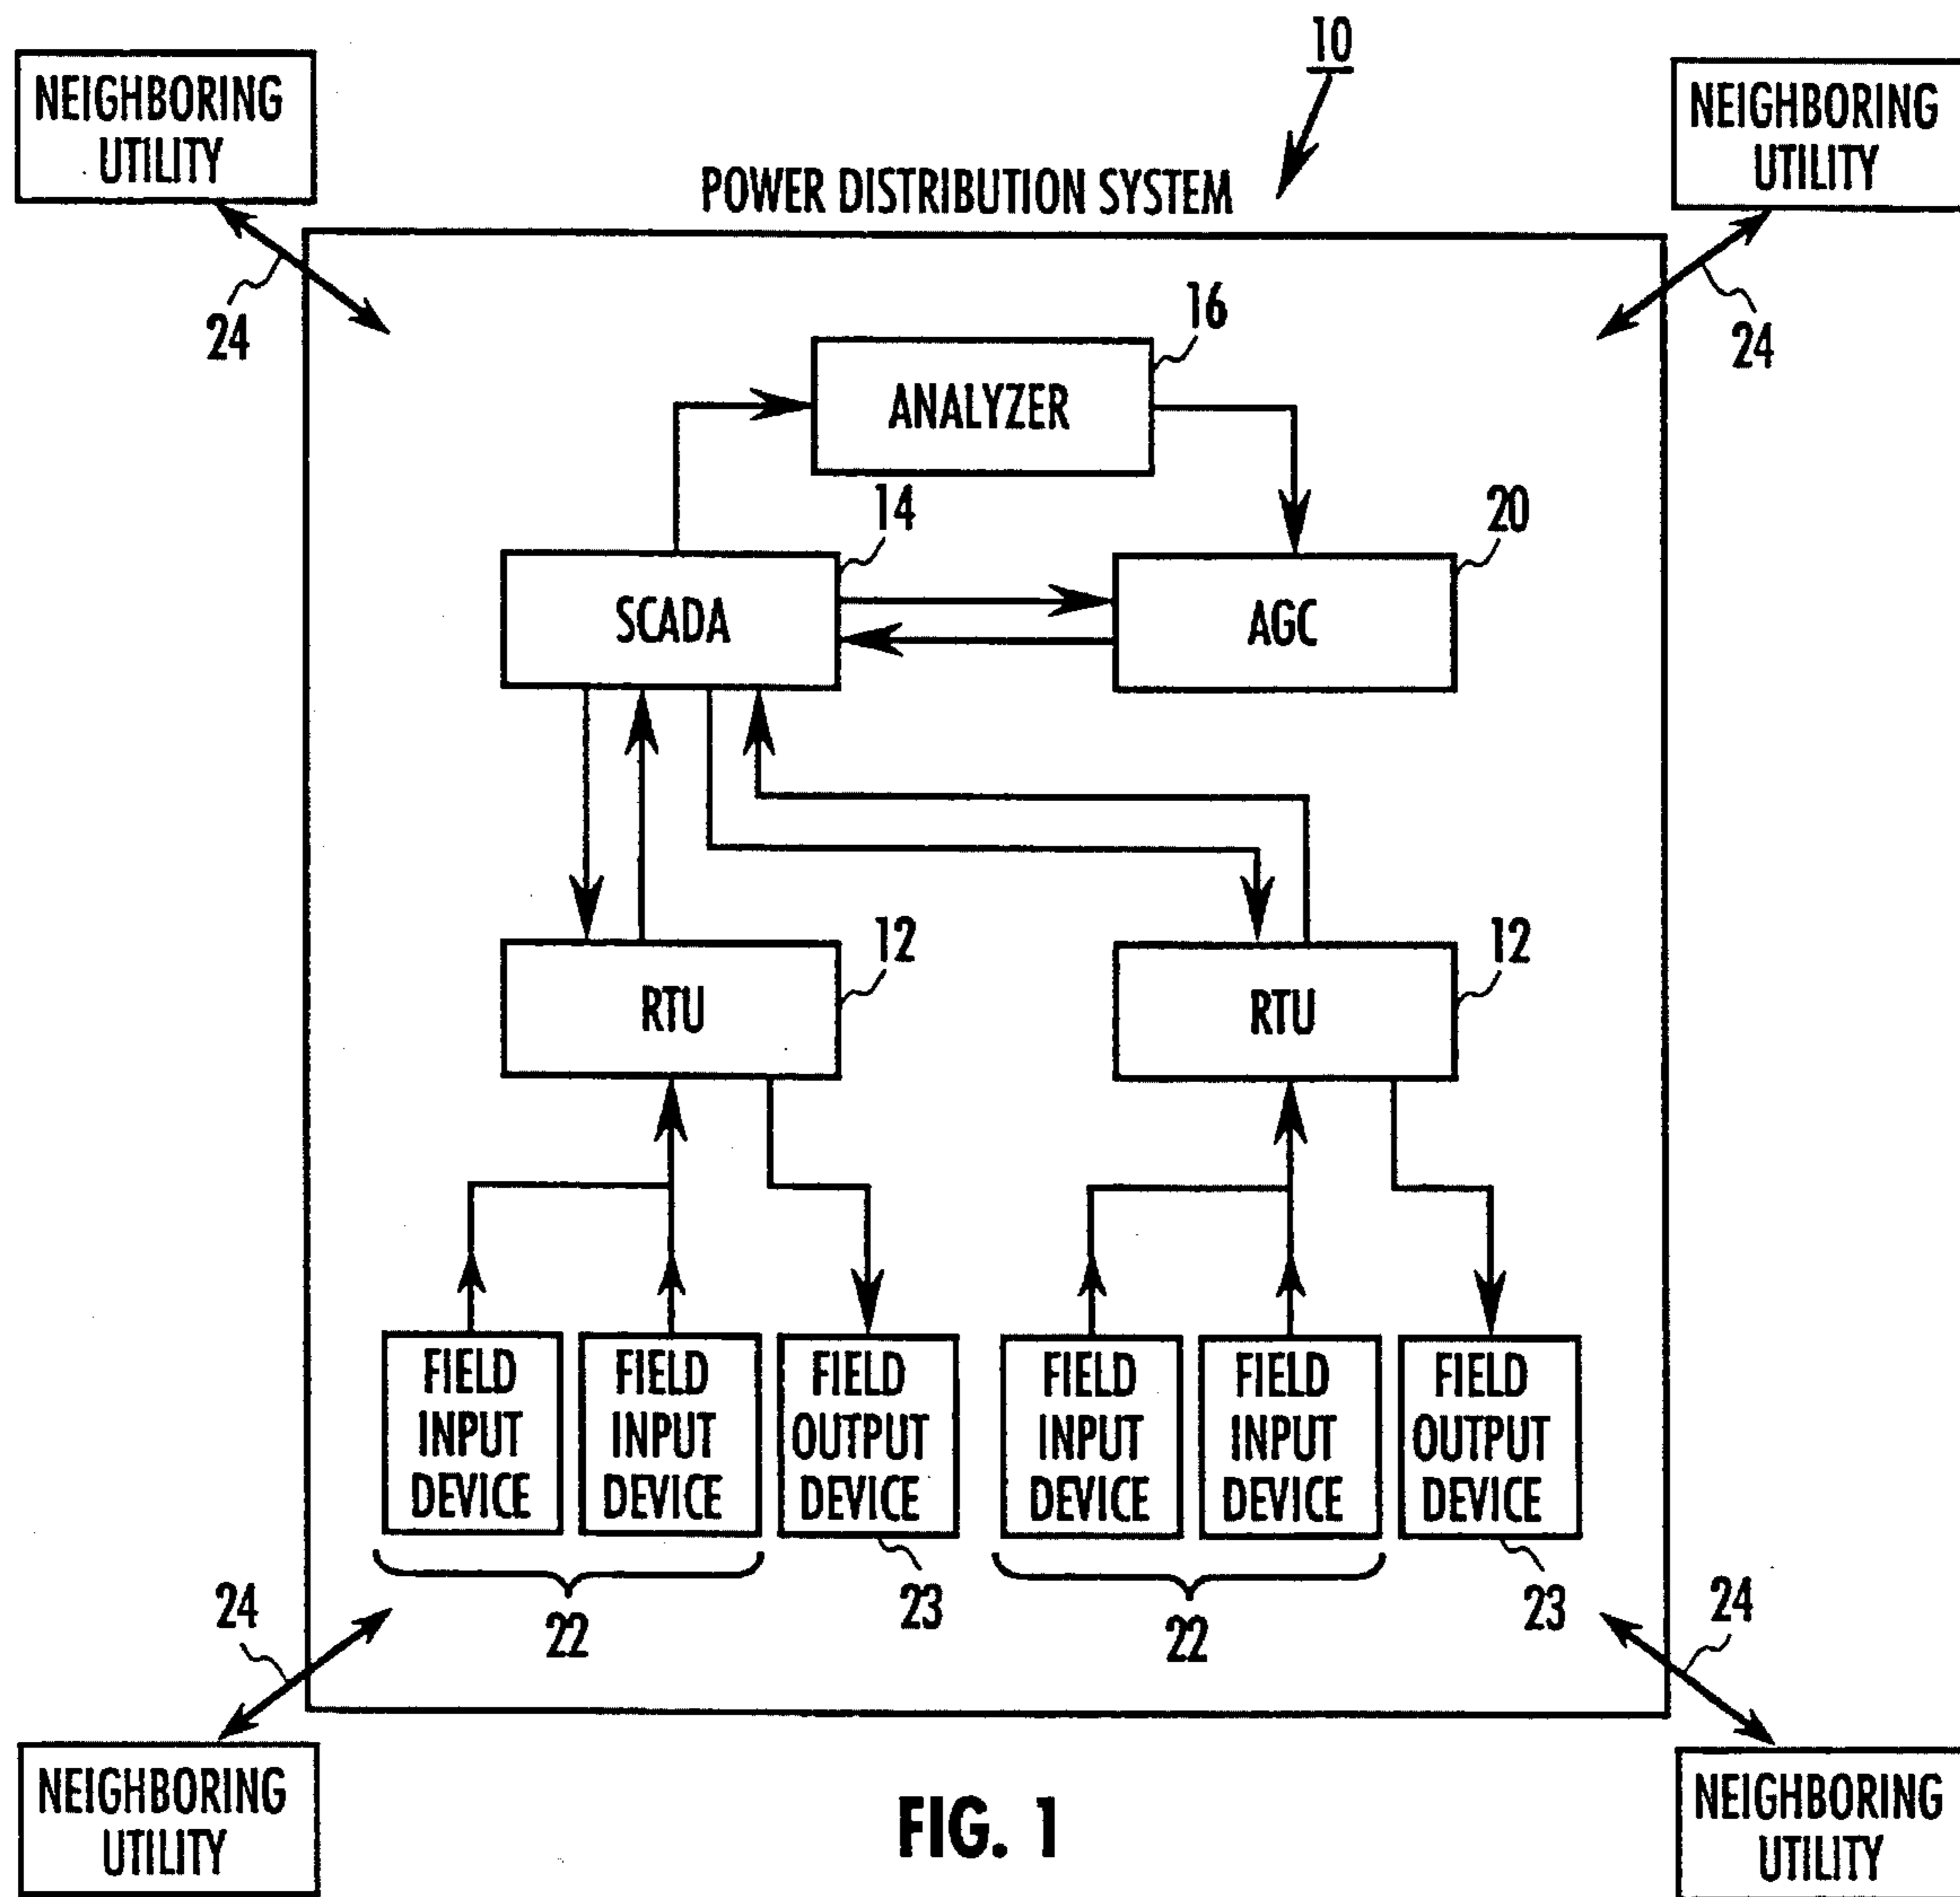 10
NEIGHBORING
UTILITY
NEIGHBORING
UTILITY
POWER DISTRIBUTION SYSTEM
24
24
16
ANALYZER
14
20
SCADA
AGC
12
12
RTU
RTU
FIELD
INPUT
DEVICE
FIELD
INPUT
DEVICE
FIELD
OUTPUT
DEVICE
FIELD
INPUT
DEVICE
FIELD
INPUT
DEVICE
FIELD
OUTPUT
DEVICE
24
22
23
22
23
24
NEIGHBORING
UTILITY
FIG. 1
NEIGHBORING
UTILITY